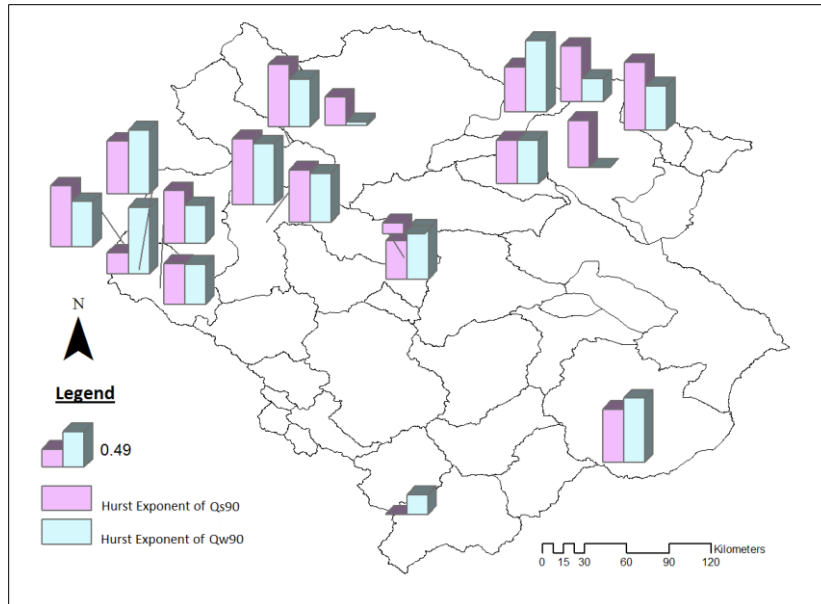 N
Legend
0.49
Hurst Exponent of Qs90
Hurst Exponent of Qw90
Kilometers
0 15 30 60 90 120